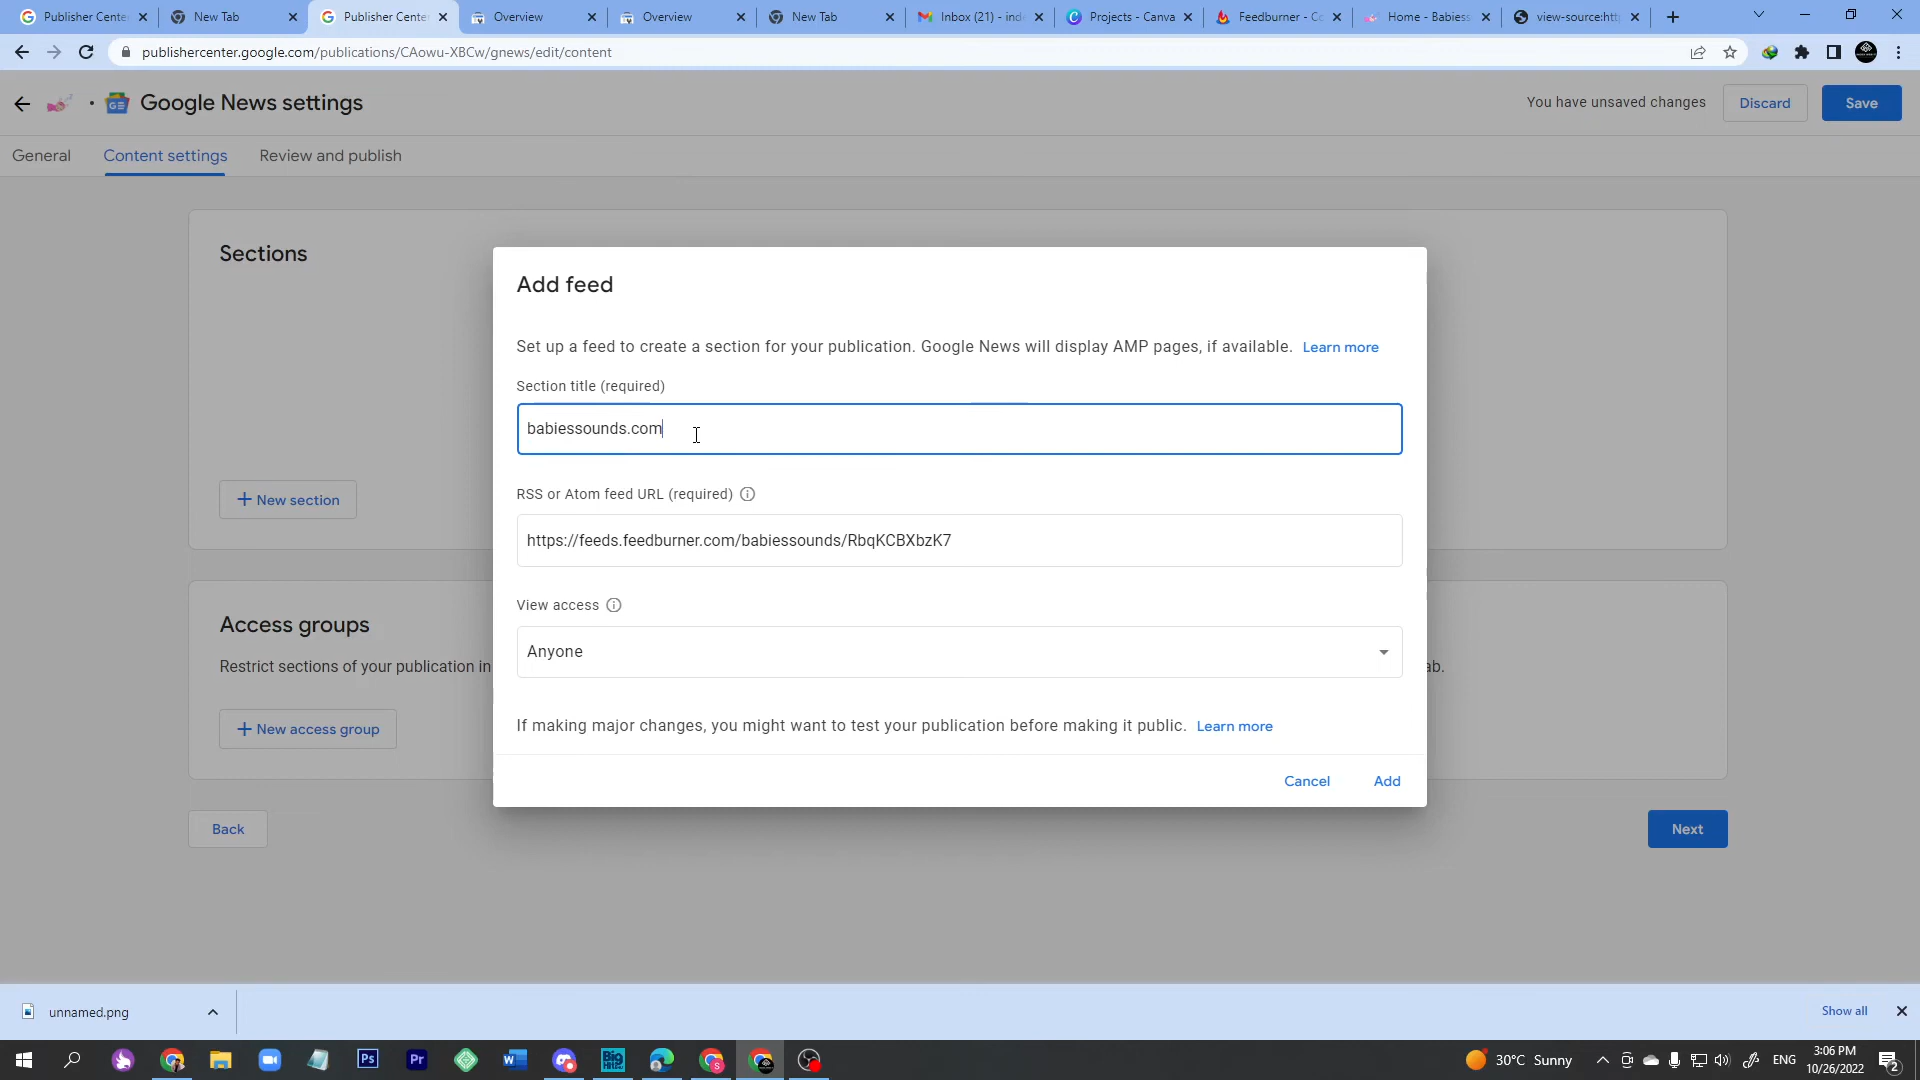 Publisher Center
New Tab
Publisher Center
Overview
Overview
New Tab
Inbox (21) - ind
Projects - Canva
Feedburner - Co
Home - Babiess
view-source:htt
publishercenter.google.com/publications/CAowu-XBCw/gnews/edit/content
Google News settings
You have unsaved changes
Discard
Save
General
Content settings
Review and publish
Sections
Add feed
Set up a feed to create a section for your publication. Google News will display AMP pages, if available. Learn more
Section title (required)
babiessounds.com
RSS or Atom feed URL (required)
+ New section
https://feeds.feedburner.com/babiessounds/RbqKCBXbzK7
View access
Access groups
Anyone
Restrict sections of your publication in
ab.
+ New access group
If making major changes, you might want to test your publication before making it public. Learn more
Cancel
Add
Back
Next
unnamed.png
Show all
Ps
Pr
30°C Sunny
ENG
3:06 PM
10/26/2022
2